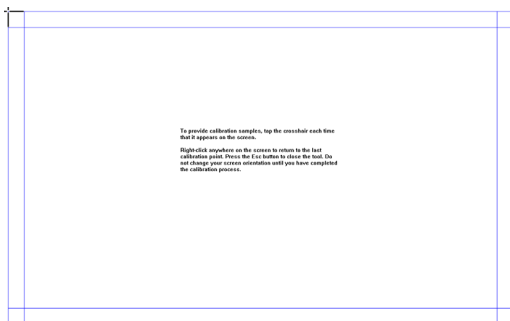 To provide calibration samples, tap the crosshair each time
that it appears on the screen.
Right-click anywhere on the screen to return to the last
calibration point. Press the Esc button to close the tool. Do
not change your screen orientation until you have completed
the calibration process.